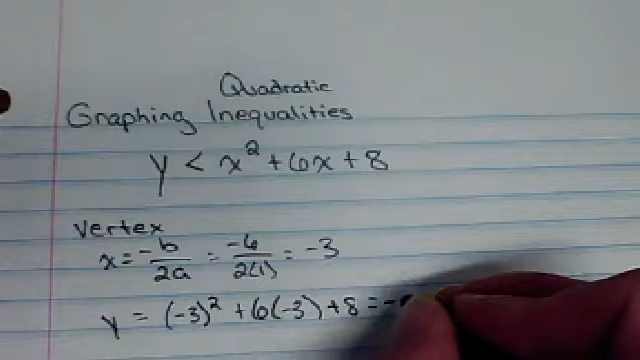 Quadratic
Graphing Inequalities
y < x² + 6x + 8
Vertex
x = -b/2a = -6/2(1) = -3
y = (-3)² + 6(-3) + 8 = -